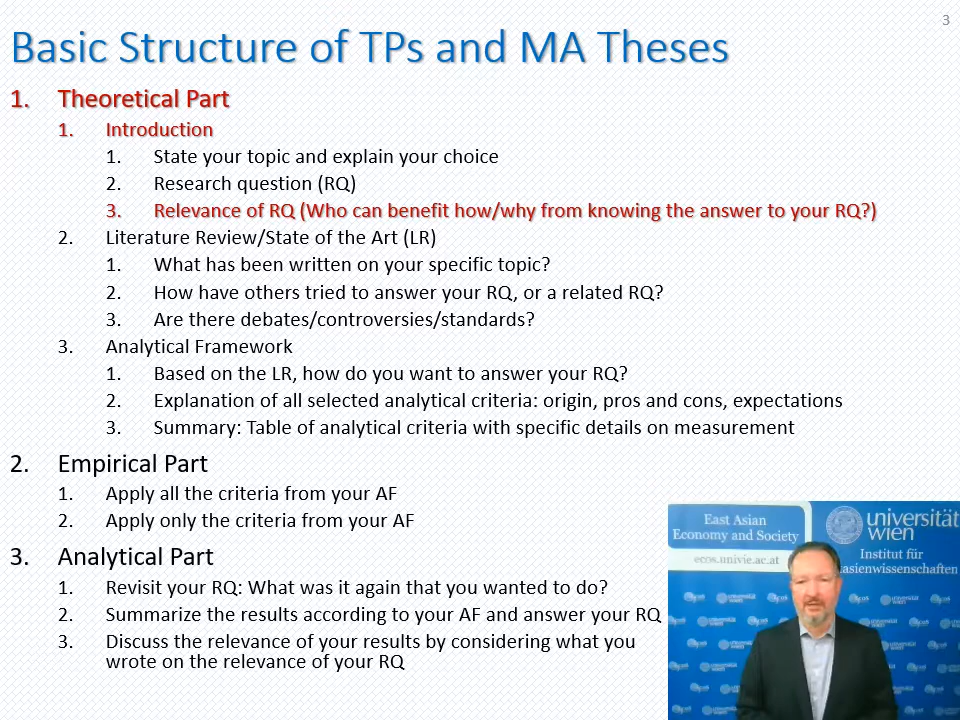 3
Basic Structure of TPs and MA Theses
1. Theoretical Part
1. Introduction
1. State your topic and explain your choice
2. Research question (RQ)
3. Relevance of RQ (Who can benefit how/why from knowing the answer to your RQ?)
2. Literature Review/State of the Art (LR)
1. What has been written on your specific topic?
2. How have others tried to answer your RQ, or a related RQ?
3. Are there debates/controversies/standards?
3. Analytical Framework
1. Based on the LR, how do you want to answer your RQ?
2. Explanation of all selected analytical criteria: origin, pros and cons, expectations
3. Summary: Table of analytical criteria with specific details on measurement
2. Empirical Part
1. Apply all the criteria from your AF
2. Apply only the criteria from your AF
3. Analytical Part
1. Revisit your RQ: What was it again that you wanted to do?
2. Summarize the results according to your AF and answer your RQ
3. Discuss the relevance of your results by considering what you
wrote on the relevance of your RQ
East Asian
Economy and Society
ecos.univie.ac.at
universität
wien
Institut für
asienwissenschaften